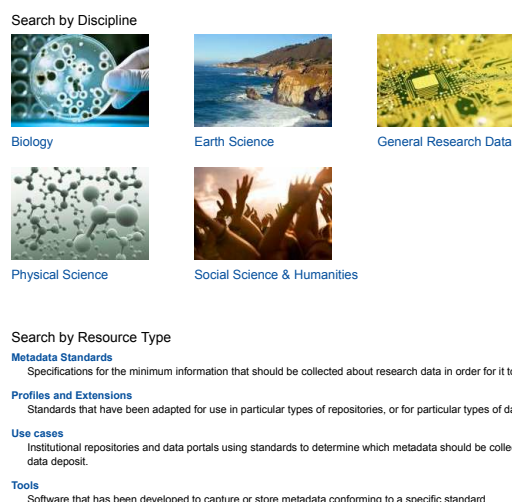 Search by Discipline
Biology
Earth Science
General Research Data
Physical Science
Social Science & Humanities
Search by Resource Type
Metadata Standards
Specifications for the minimum information that should be collected about research data in order for it
Profiles and Extensions
Standards that have been adapted for use in particular types of repositories, or for particular types of
Use cases
Institutional repositories and data portals using standards to determine which metadata should be
data deposit.
Tools
Software that has been developed to capture or store metadata conforming to a specific standard